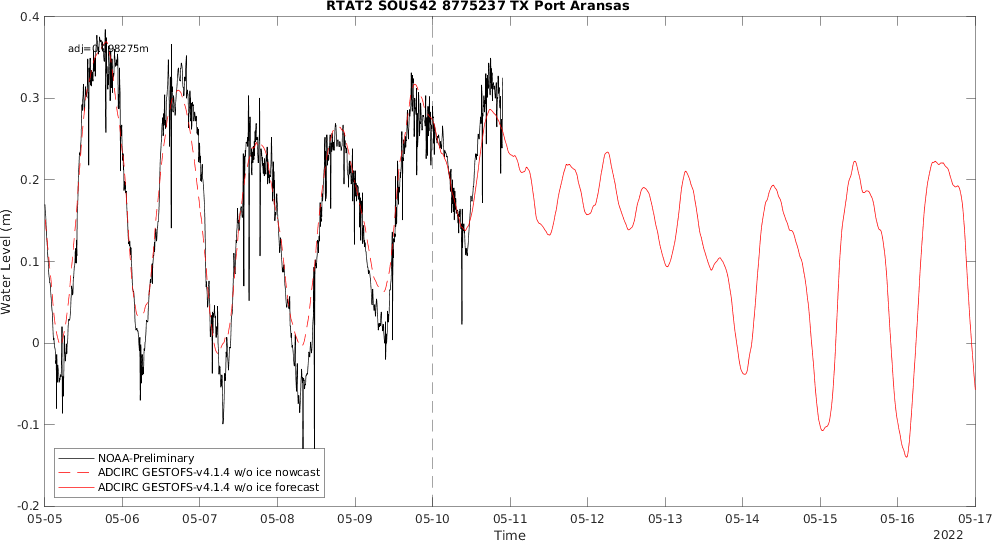 RTAT2 SOUS42 8775237 TX Port Aransas
0.4
adj=0.098275m
0.3
0.2
Water Level (m)
0.1
0
-0.1
NOAA-Preliminary
ADCIRC GESTOFS-v4.1.4 w/o ice nowcast
ADCIRC GESTOFS-v4.1.4 w/o ice forecast
-0.2
05-05 05-06 05-07 05-08 05-09 05-10 05-11 05-12 05-13 05-14 05-15 05-16 05-17
Time
2022